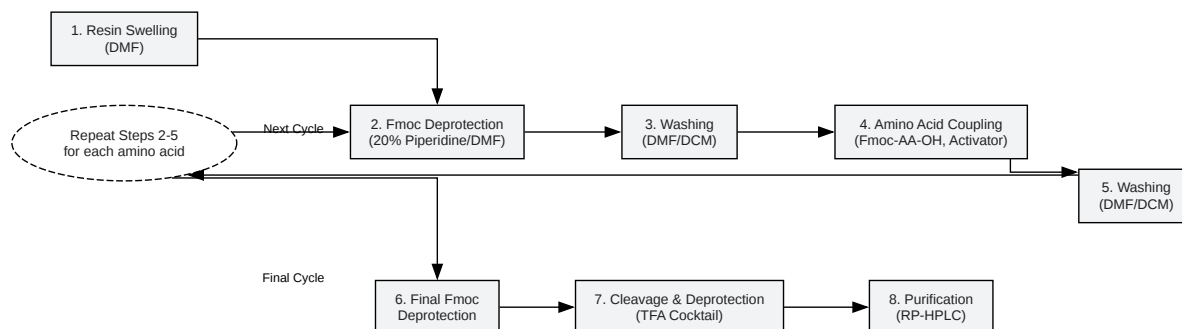 1. Resin Swelling
(DMF)
Repeat Steps 2-5
for each amino acid
Next Cycle
2. Fmoc Deprotection
(20% Piperidine/DMF)
3. Washing
(DMF/DCM)
4. Amino Acid Coupling
(Fmoc-AA-OH, Activator)
5. Washing
(DMF/DCM)
Final Cycle
6. Final Fmoc
Deprotection
7. Cleavage & Deprotection
(TFA Cocktail)
8. Purification
(RP-HPLC)